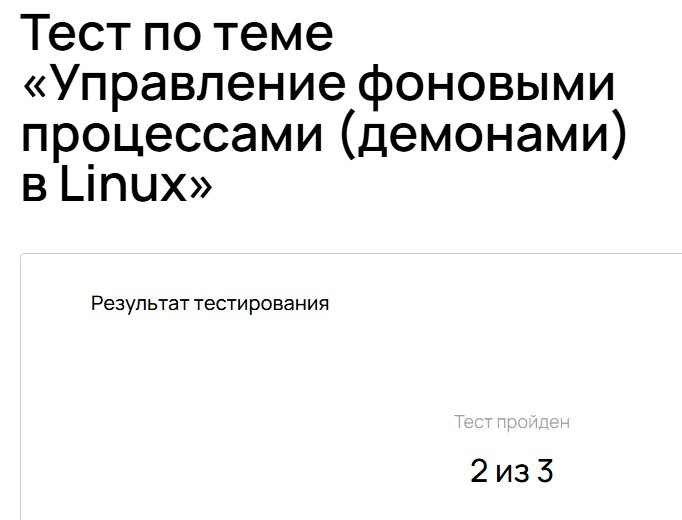 Тест по теме
«Управление фоновыми
процессами (демонами)
в Linux»
Результат тестирования
Тест пройден
2 из 3